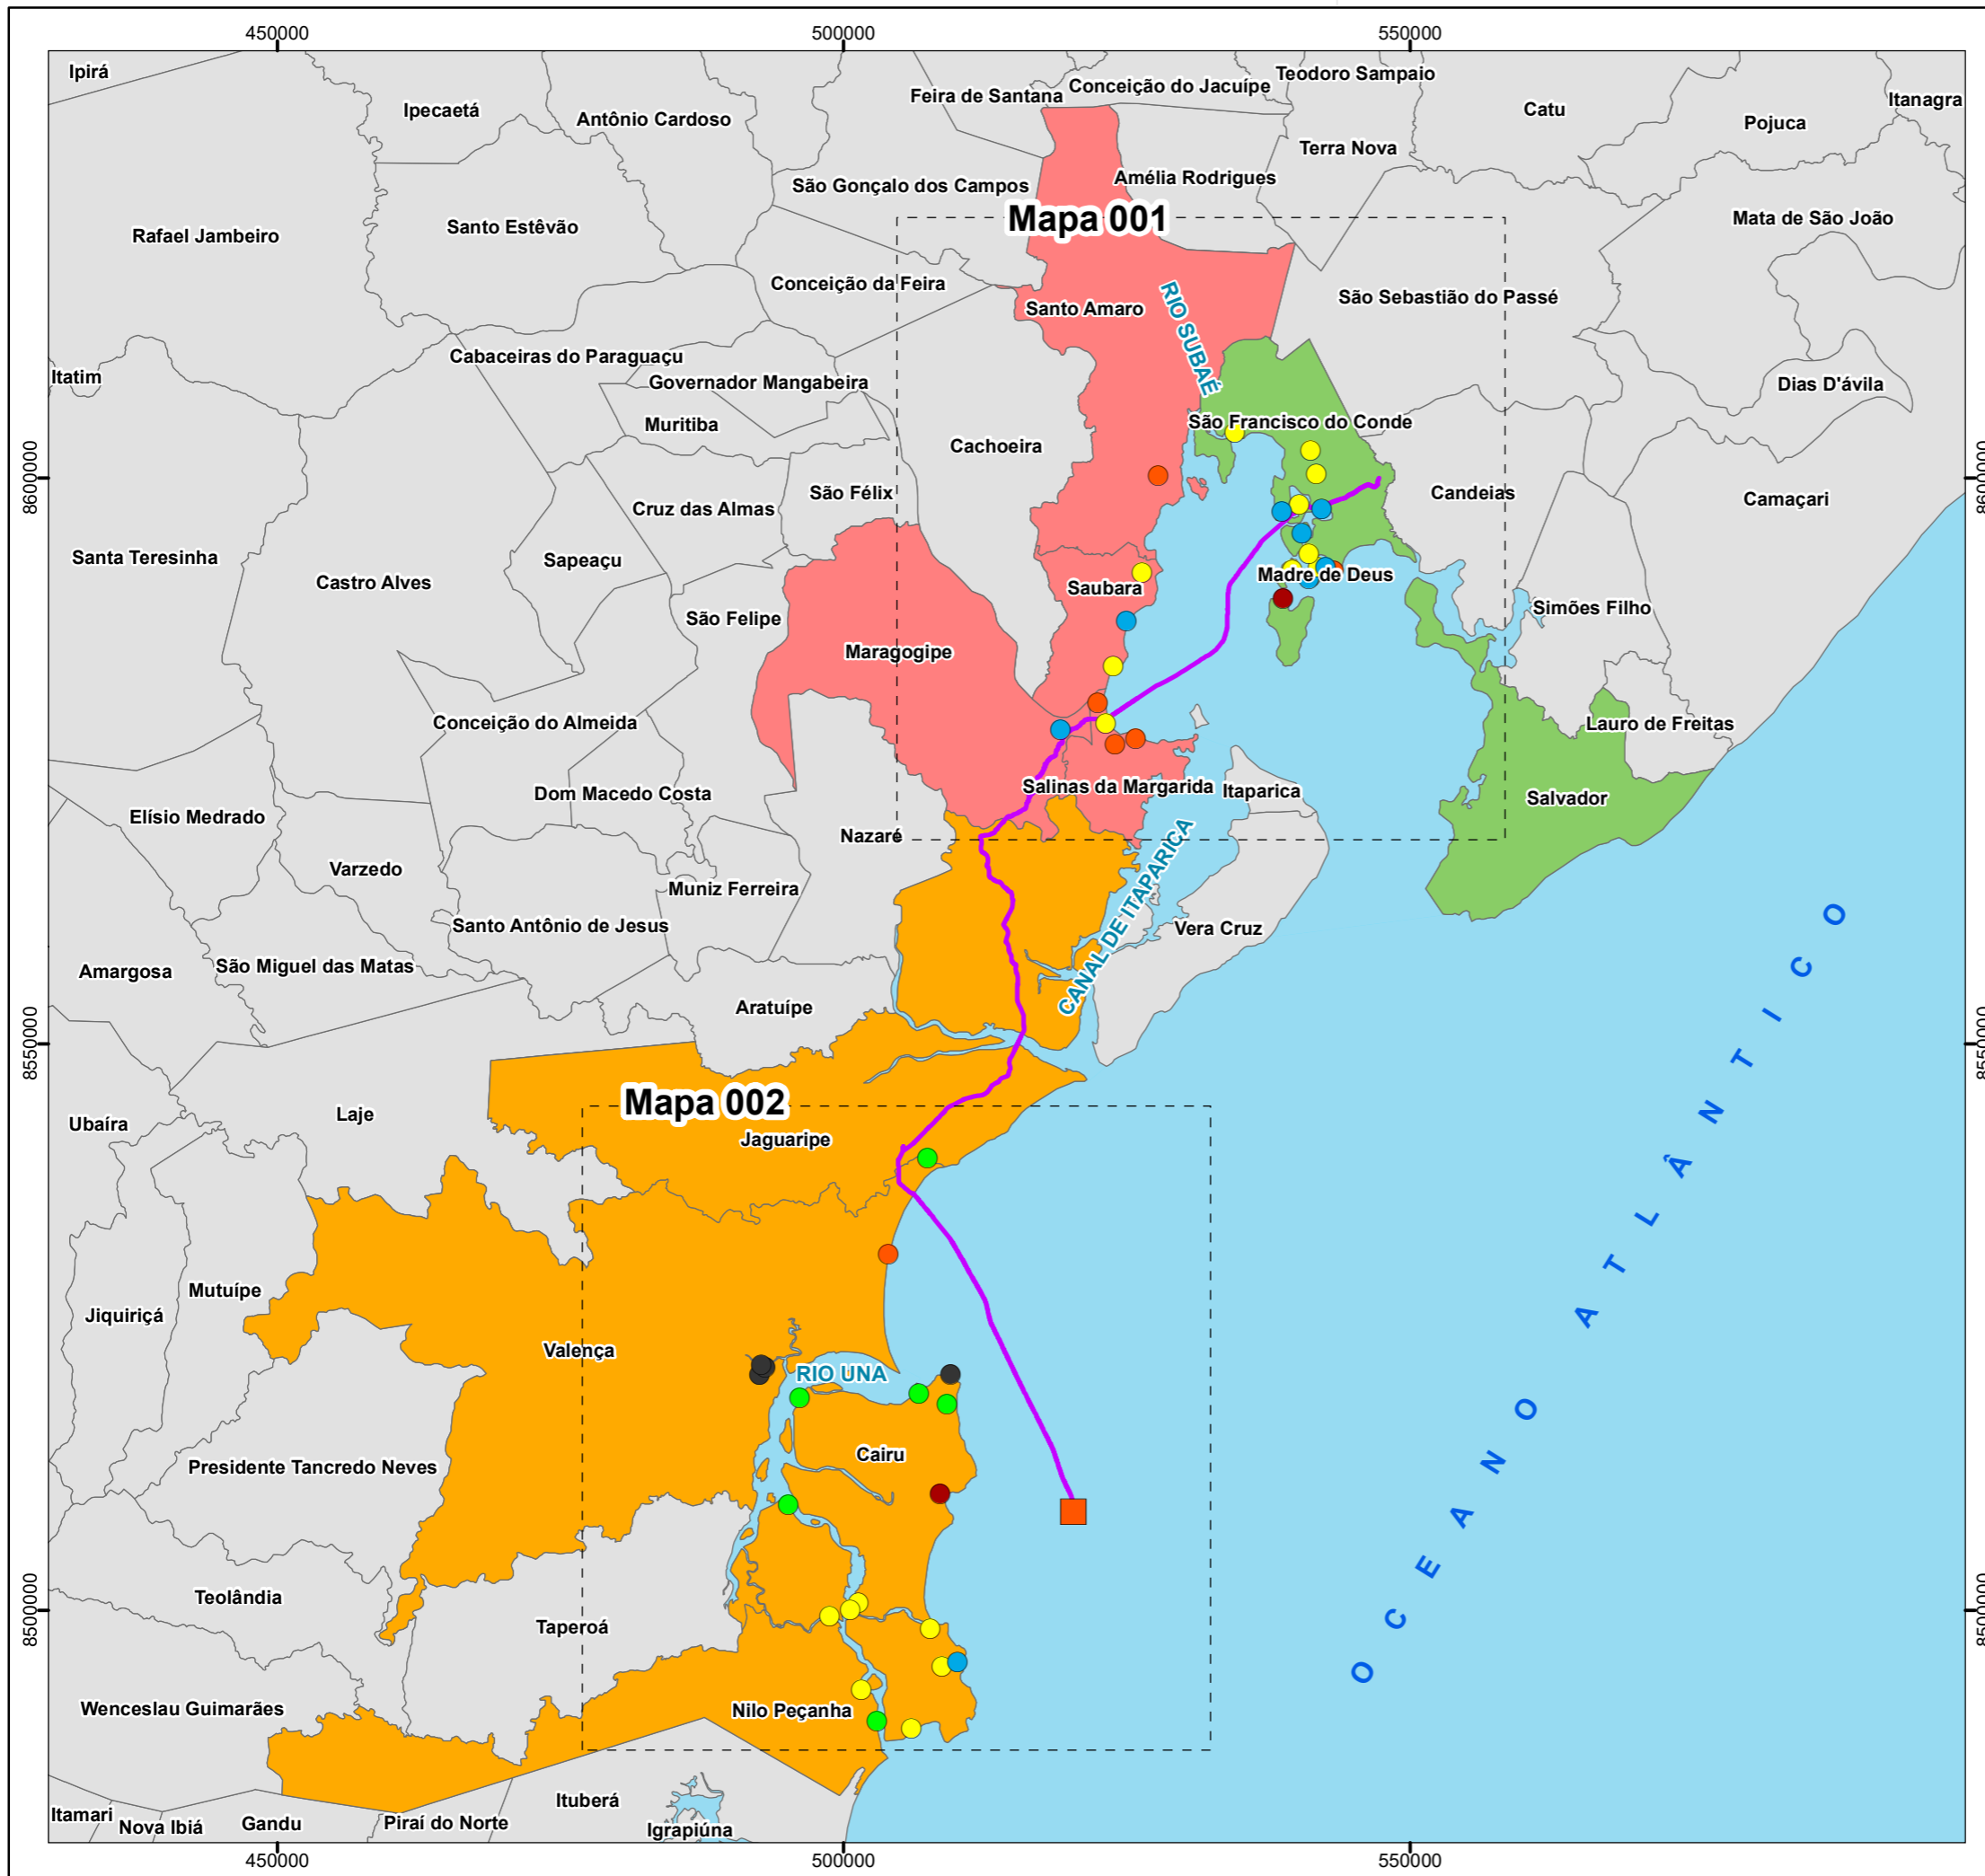 450000
500000
550000
Ipirá
Ipecaetá
Antônio Cardoso
Feira de Santana
Conceição do Jacuípe
Teodoro Sampaio
Catu
Pojuca
Itanagra
Terra Nova
Amélia Rodrigues
São Gonçalo dos Campos
Mapa 001
Rafael Jambeiro
Santo Estêvão
Mata de São João
Conceição da Feira
Santo Amaro
RIO SUBAÉ
São Sebastião do Passé
Cabaceiras do Paraguaçu
Itatim
Governador Mangabeira
Dias D'ávila
Muritiba
São Francisco do Conde
Cachoeira
8600000
8600000
São Félix
Candeias
Camaçari
Cruz das Almas
Santa Teresinha
Castro Alves
Sapeaçu
Saubara
Madre de Deus
Simões Filho
São Felipe
Maragogipe
Conceição do Almeida
Lauro de Freitas
Dom Macedo Costa
Salinas da Margarida
Itaparica
Salvador
Elísio Medrado
Nazaré
Varzedo
Muniz Ferreira
CANAL DE ITAPARICA
Santo Antônio de Jesus
Vera Cruz
São Miguel das Matas
Amargosa
Aratuípe
8550000
8550000
OCEANO ATLÂNTICO
Mapa 002
Laje
Ubaíra
Jaguaripe
Mutuípe
Jiquiriçá
Valença
RIO UNA
Cairu
Presidente Tancredo Neves
Teolândia
8500000
8500000
Taperoá
Wenceslau Guimarães
Nilo Peçanha
Ituberá
Itamari
Nova Ibiá
Gandu
Piraí do Norte
Igrapiúna
450000
500000
550000